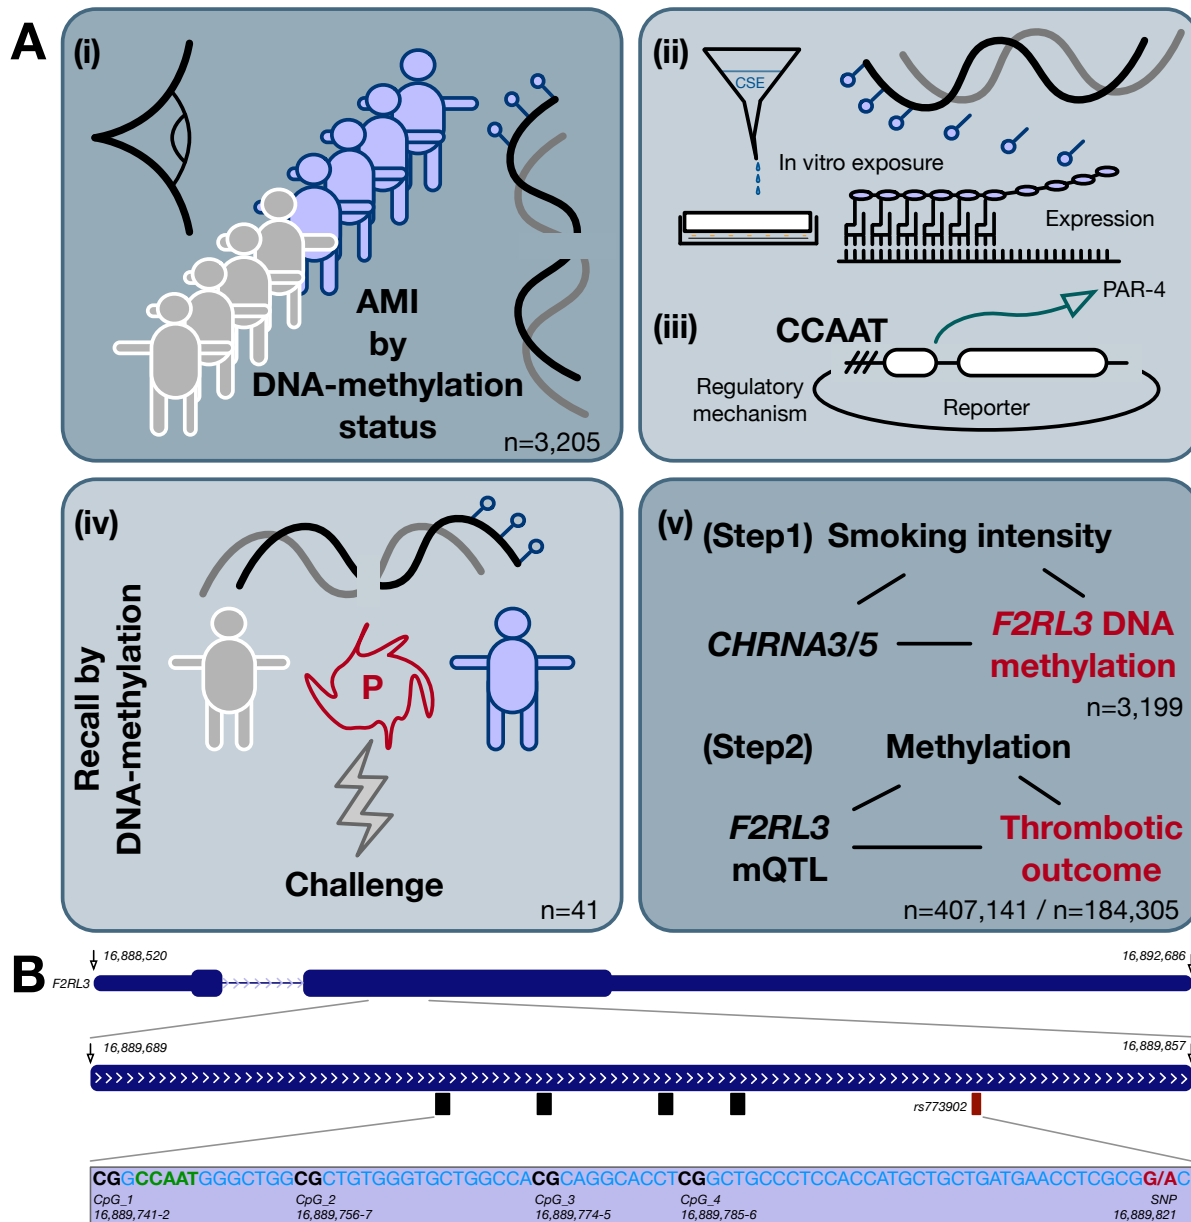 A
(i)
AMI
by
DNA-methylation
status
n=3,205
(ii)
CSE
In vitro exposure
Expression
PAR-4
(iii)
CCAAT
Regulatory
mechanism
Reporter
(iv)
Recall by
DNA-methylation
P
Challenge
n=41
(v)
(Step1) Smoking intensity
CHRNA3/5
F2RL3 DNA
methylation
n=3,199
(Step2) Methylation
F2RL3
mQTL
Thrombotic
outcome
n=407,141 / n=184,305
B
16,888,520
16,892,686
F2RL3
16,889,689
16,889,857
rs773902
CGGCCAATGGGCTGGCGCTGTGGGTGCTGGCCACGCAGGCACCTCGGCTGCCCTCCACCATGCTGCTGATGAACCTCGCGG/AC
CpG_1 CpG_2 CpG_3 CpG_4 SNP
16,889,741-2 16,889,756-7 16,889,774-5 16,889,785-6 16,889,821